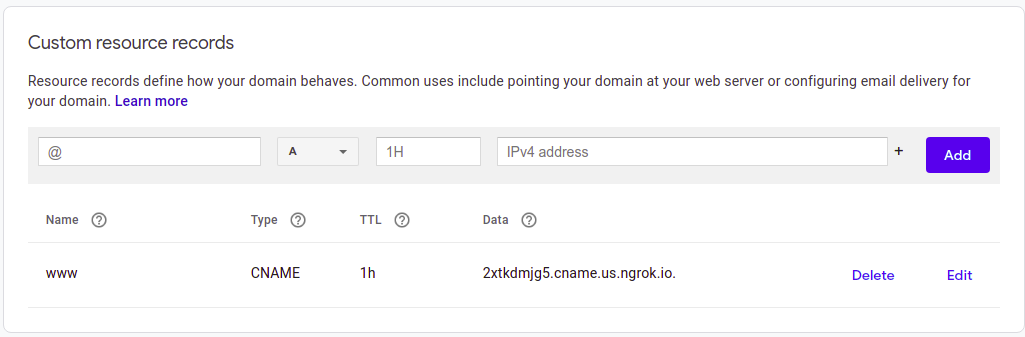 Custom resource records
Resource records define how your domain behaves. Common uses include pointing your domain at your web server or configuring email delivery for
your domain. Learn more
@ A 1H IPv4 address + Add
Name ? Type ? TTL ? Data ?
www CNAME 1h 2xtkdmjg5.cname.us.ngrok.io. Delete Edit